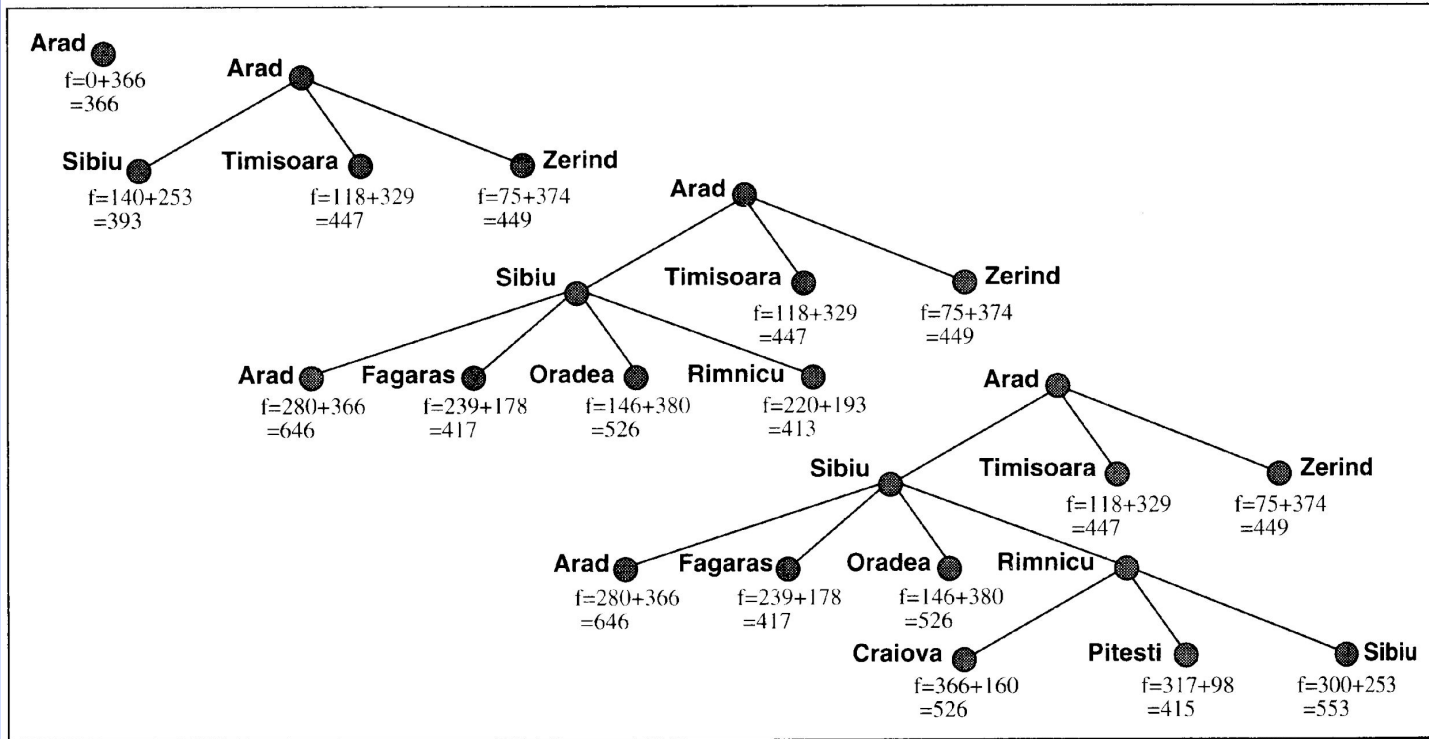 Arad
f=0+366
=366
Arad
Sibiu
f=140+253
=393
Timisoara
f=118+329
=447
Zerind
f=75+374
=449
Arad
Sibiu
Timisoara
f=118+329
=447
Zerind
f=75+374
=449
Arad
f=280+366
=646
Fagaras
f=239+178
=417
Oradea
f=146+380
=526
Rimnicu
f=220+193
=413
Arad
Sibiu
Timisoara
f=118+329
=447
Zerind
f=75+374
=449
Arad
f=280+366
=646
Fagaras
f=239+178
=417
Oradea
f=146+380
=526
Rimnicu
Craiova
f=366+160
=526
Pitesti
f=317+98
=415
Sibiu
f=300+253
=553